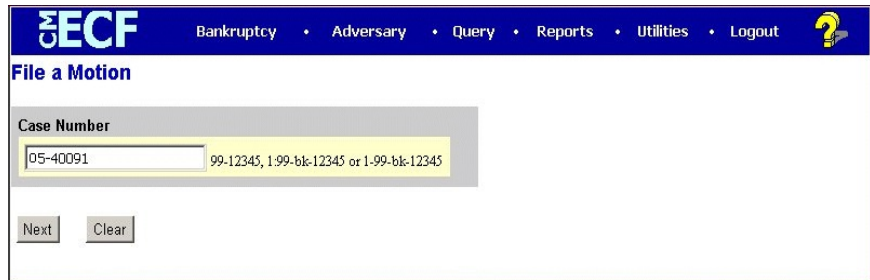 CM ECF Bankruptcy • Adversary • Query • Reports • Utilities • Logout ?
File a Motion
Case Number
05-40091 99-12345, 1:99-bk-12345 or 1-99-bk-12345
Next Clear